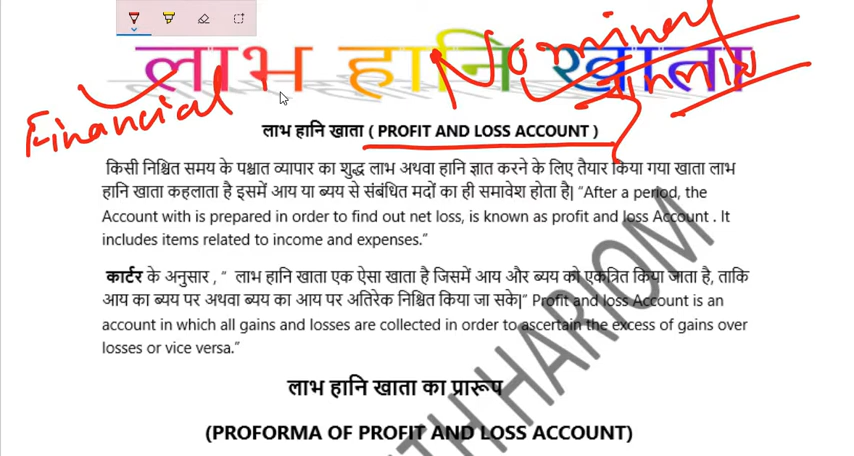 लाभ हानि खाता
Financial
लाभ हानि खाता ( PROFIT AND LOSS ACCOUNT )
किसी निश्चित समय के पश्चात व्यापार का शुद्ध लाभ अथवा हानि ज्ञात करने के लिए तैयार किया गया खाता लाभ
हानि खाता कहलाता है इसमें आय या ब्यय से संबंधित मदों का ही समावेश होता है| “After a period, the
Account with is prepared in order to find out net loss, is known as profit and loss Account . It
includes items related to income and expenses.”
कार्टर के अनुसार , “ लाभ हानि खाता एक ऐसा खाता है जिसमें आय और ब्यय को एकत्रित किया जाता है, ताकि
आय का ब्यय पर अथवा ब्यय का आय पर अतिरेक निश्चित किया जा सके|” Profit and loss Account is an
account in which all gains and losses are collected in order to ascertain the excess of gains over
losses or vice versa.”
लाभ हानि खाता का प्रारूप
(PROFORMA OF PROFIT AND LOSS ACCOUNT)
HARIOM